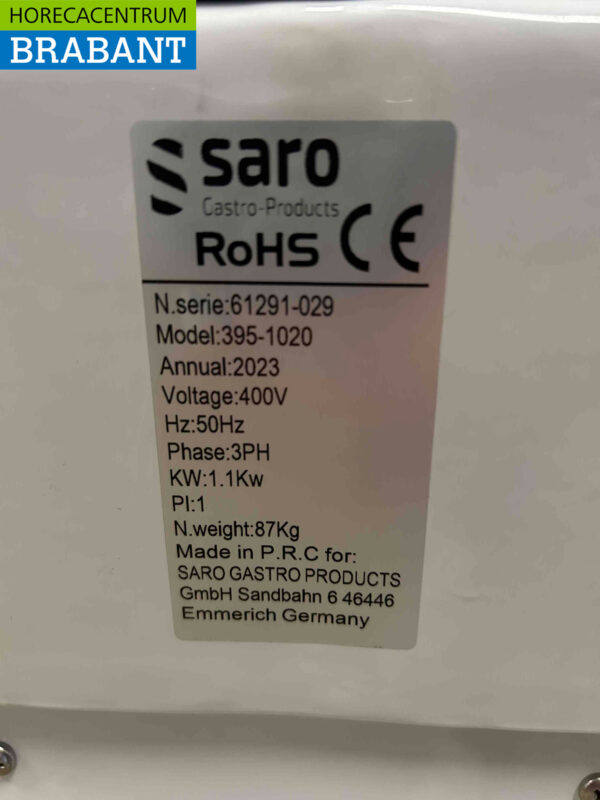 HORECACENTRUM
BRABANT
saro
Gastro-Products
RoHS CE
N.serie:61291-029
Model:395-1020
Annual:2023
Voltage:400V
Hz:50Hz
Phase:3PH
KW:1.1Kw
PI:1
N.weight:87Kg
Made in P.R.C for:
SARO GASTRO PRODUCTS
GmbH Sandbahn 6 46446
Emmerich Germany